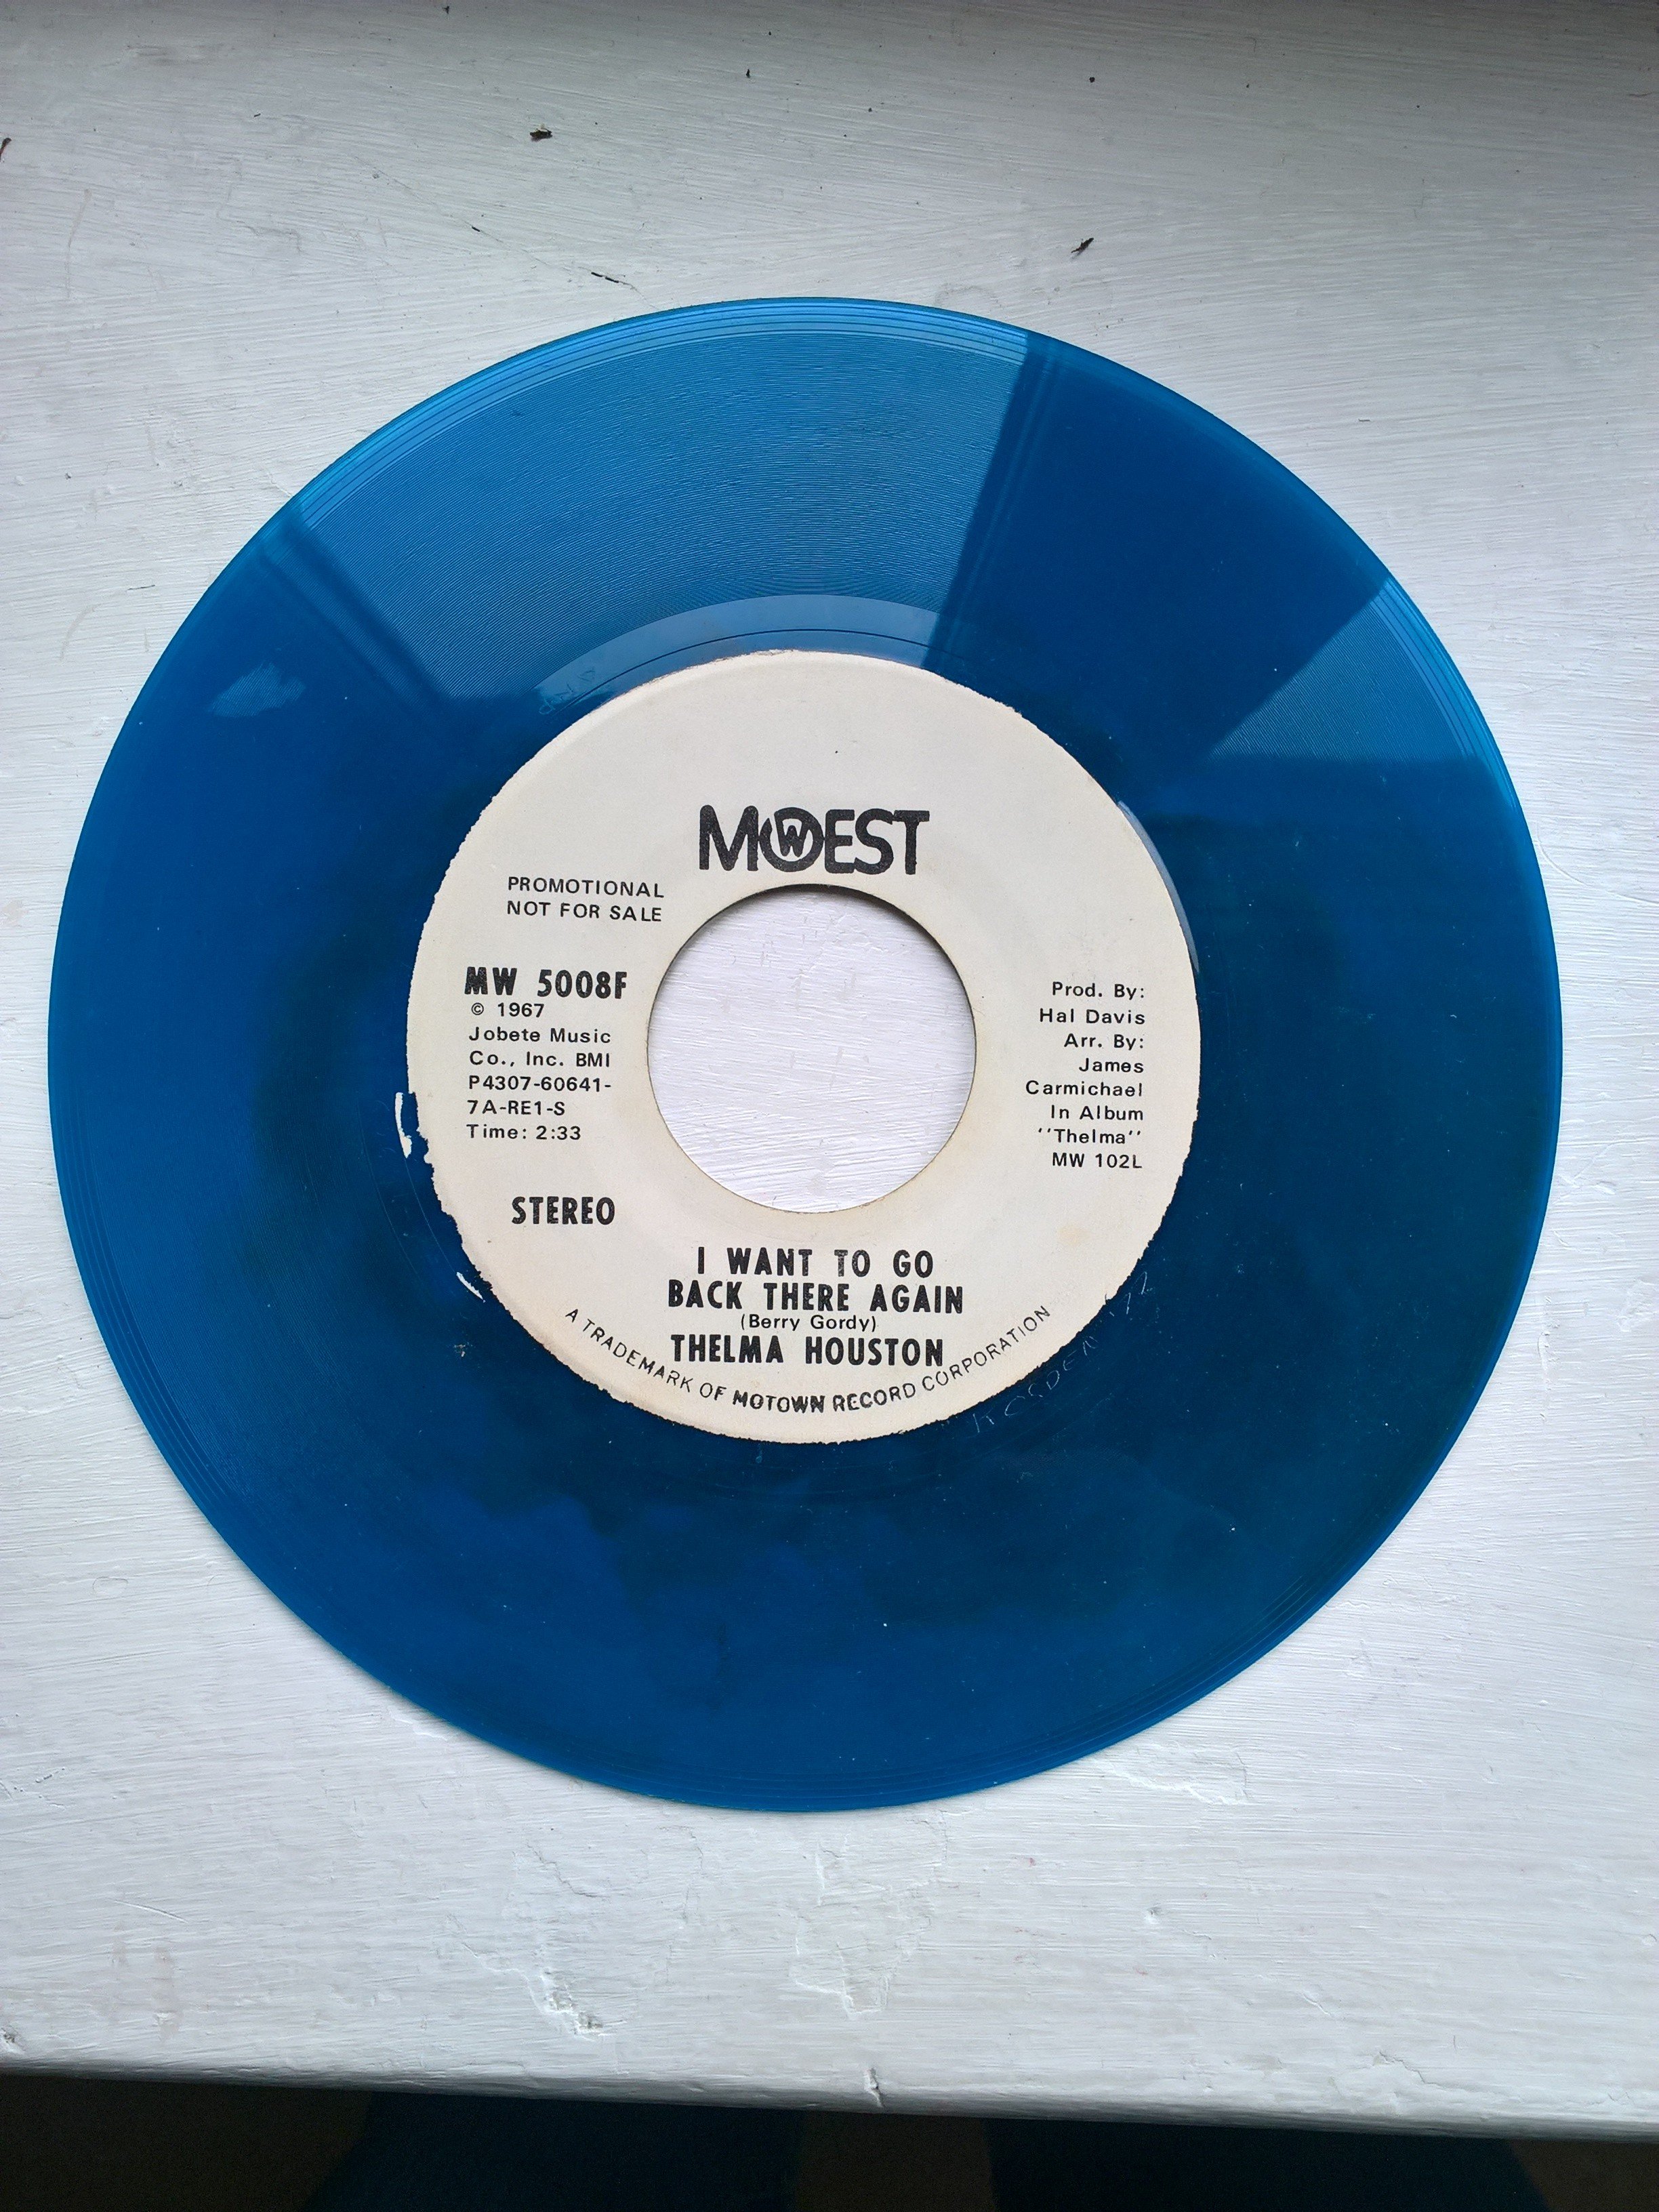 MOWEST
PROMOTIONAL
NOT FOR SALE
MW 5008F
© 1967
Jobete Music
Co., Inc. BMI
P4307-60641-
7A-RE1-S
Time: 2:33
STEREO
Prod. By:
Hal Davis
Arr. By:
James
Carmichael
In Album
''Thelma''
MW 102L
I WANT TO GO
BACK THERE AGAIN
(Berry Gordy)
THELMA HOUSTON
A TRADEMARK OF MOTOWN RECORD CORPORATION